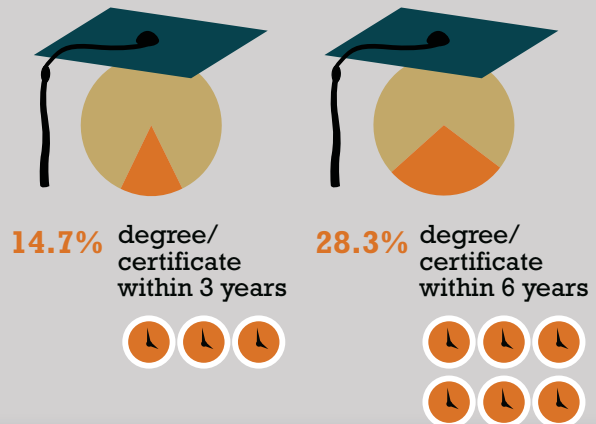 14.7% degree/
certificate
within 3 years
28.3% degree/
certificate
within 6 years